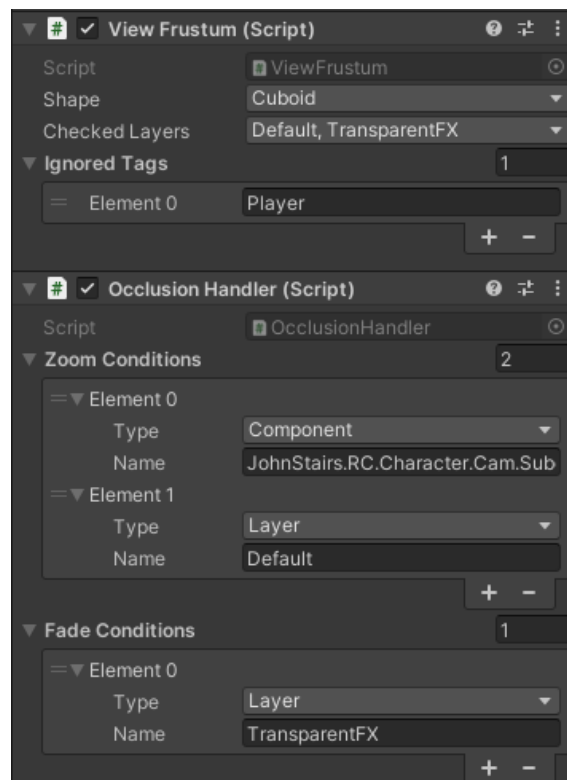 View Frustum (Script)
Script ViewFrustum
Shape Cuboid
Checked Layers Default, TransparentFX
Ignored Tags 1
Element 0 Player
+ -
Occlusion Handler (Script)
Script OcclusionHandler
Zoom Conditions 2
Element 0
Type Component
Name JohnStairs.RC.Character.Cam.Sub
Element 1
Type Layer
Name Default
+ -
Fade Conditions 1
Element 0
Type Layer
Name TransparentFX
+ -